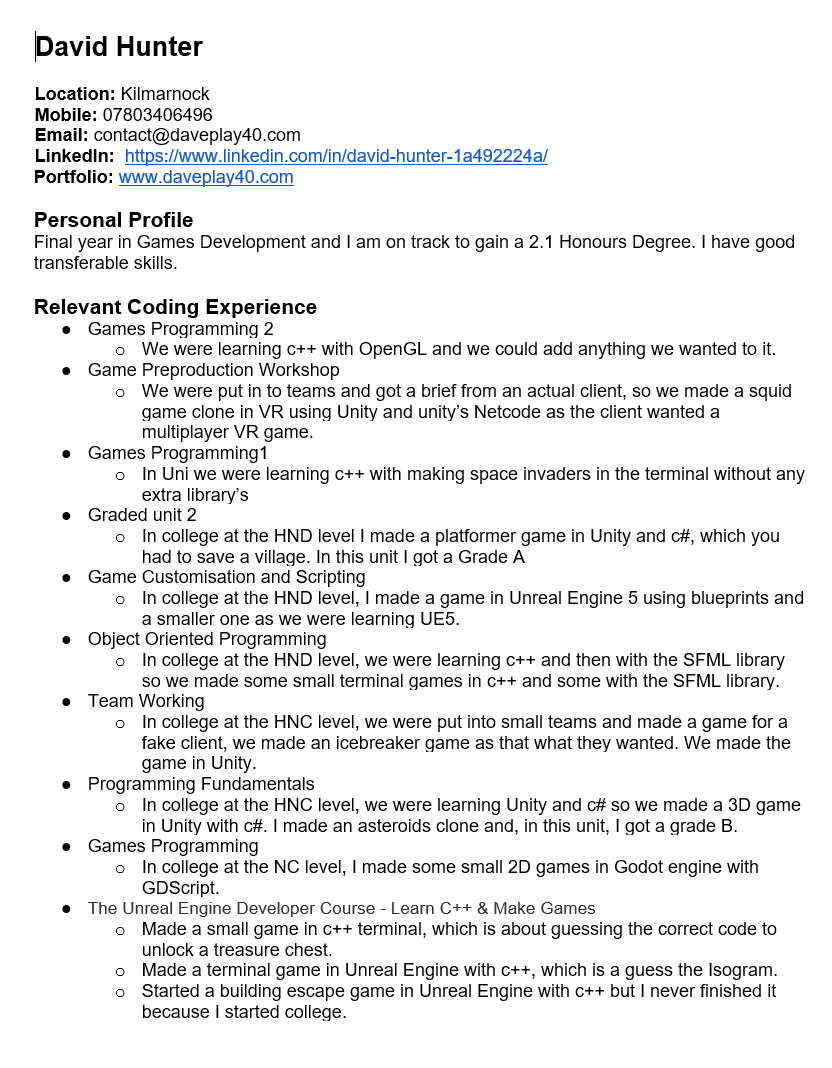 David Hunter
Location: Kilmarnock
Mobile: 07803406496
Email: contact@daveplay40.com
LinkedIn: https://www.linkedin.com/in/david-hunter-1a492224a/
Portfolio: www.daveplay40.com
Personal Profile
Final year in Games Development and I am on track to gain a 2.1 Honours Degree. I have good
transferable skills.
Relevant Coding Experience
● Games Programming 2
o We were learning c++ with OpenGL and we could add anything we wanted to it.
● Game Preproduction Workshop
o We were put in to teams and got a brief from an actual client, so we made a squid
game clone in VR using Unity and unity's Netcode as the client wanted a
multiplayer VR game.
● Games Programming1
o In Uni we were learning c++ with making space invaders in the terminal without any
extra library's
● Graded unit 2
o In college at the HND level I made a platformer game in Unity and c#, which you
had to save a village. In this unit I got a Grade A
● Game Customisation and Scripting
o In college at the HND level, I made a game in Unreal Engine 5 using blueprints and
a smaller one as we were learning UE5.
● Object Oriented Programming
o In college at the HND level, we were learning c++ and then with the SFML library
so we made some small terminal games in c++ and some with the SFML library.
● Team Working
o In college at the HNC level, we were put into small teams and made a game for a
fake client, we made an icebreaker game as that what they wanted. We made the
game in Unity.
● Programming Fundamentals
o In college at the HNC level, we were learning Unity and c# so we made a 3D game
in Unity with c#. I made an asteroids clone and, in this unit, I got a grade B.
● Games Programming
o In college at the NC level, I made some small 2D games in Godot engine with
GDScript.
● The Unreal Engine Developer Course - Learn C++ & Make Games
o Made a small game in c++ terminal, which is about guessing the correct code to
unlock a treasure chest.
o Made a terminal game in Unreal Engine with c++, which is a guess the Isogram.
o Started a building escape game in Unreal Engine with c++ but I never finished it
because I started college.